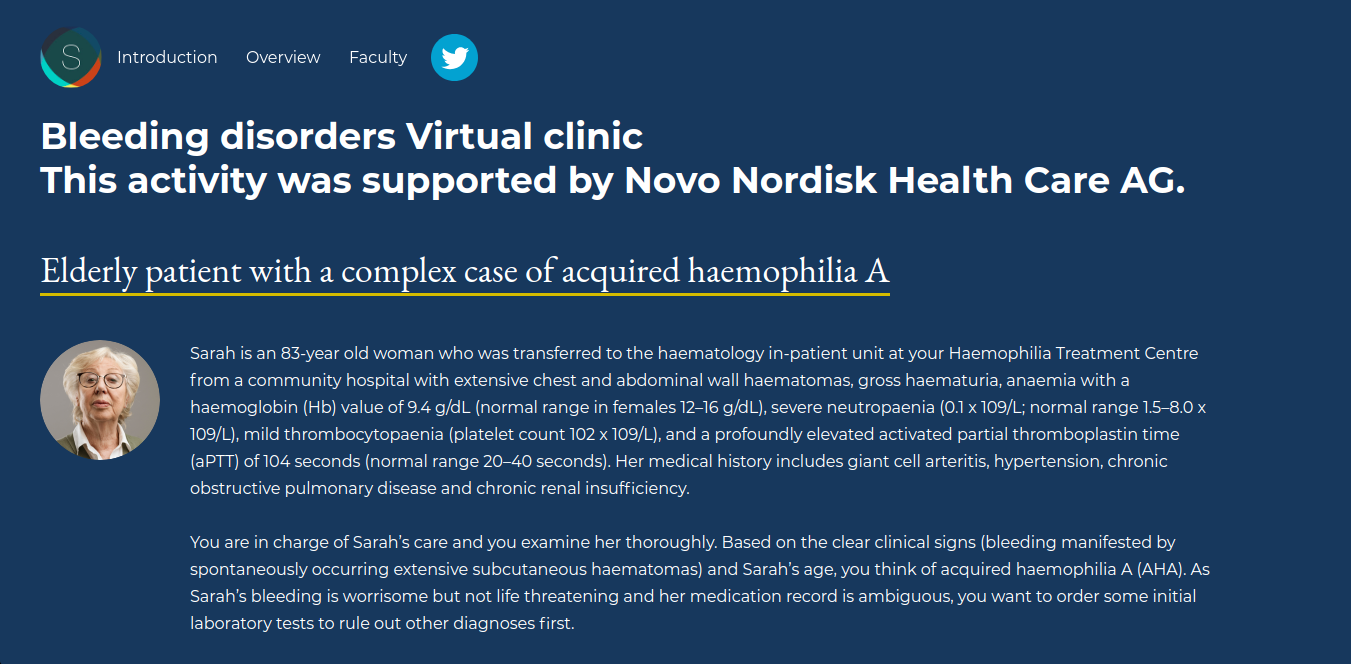 S
Introduction Overview Faculty
Bleeding disorders Virtual clinic
This activity was supported by Novo Nordisk Health Care AG.
Elderly patient with a complex case of acquired haemophilia A
Sarah is an 83-year old woman who was transferred to the haematology in-patient unit at your Haemophilia Treatment Centre
from a community hospital with extensive chest and abdominal wall haematomas, gross haematuria, anaemia with a
haemoglobin (Hb) value of 9.4 g/dL (normal range in females 12–16 g/dL), severe neutropaenia (0.1 x 109/L; normal range 1.5–8.0 x
109/L), mild thrombocytopaenia (platelet count 102 x 109/L), and a profoundly elevated activated partial thromboplastin time
(aPTT) of 104 seconds (normal range 20–40 seconds). Her medical history includes giant cell arteritis, hypertension, chronic
obstructive pulmonary disease and chronic renal insufficiency.
You are in charge of Sarah’s care and you examine her thoroughly. Based on the clear clinical signs (bleeding manifested by
spontaneously occurring extensive subcutaneous haematomas) and Sarah’s age, you think of acquired haemophilia A (AHA). As
Sarah’s bleeding is worrisome but not life threatening and her medication record is ambiguous, you want to order some initial
laboratory tests to rule out other diagnoses first.